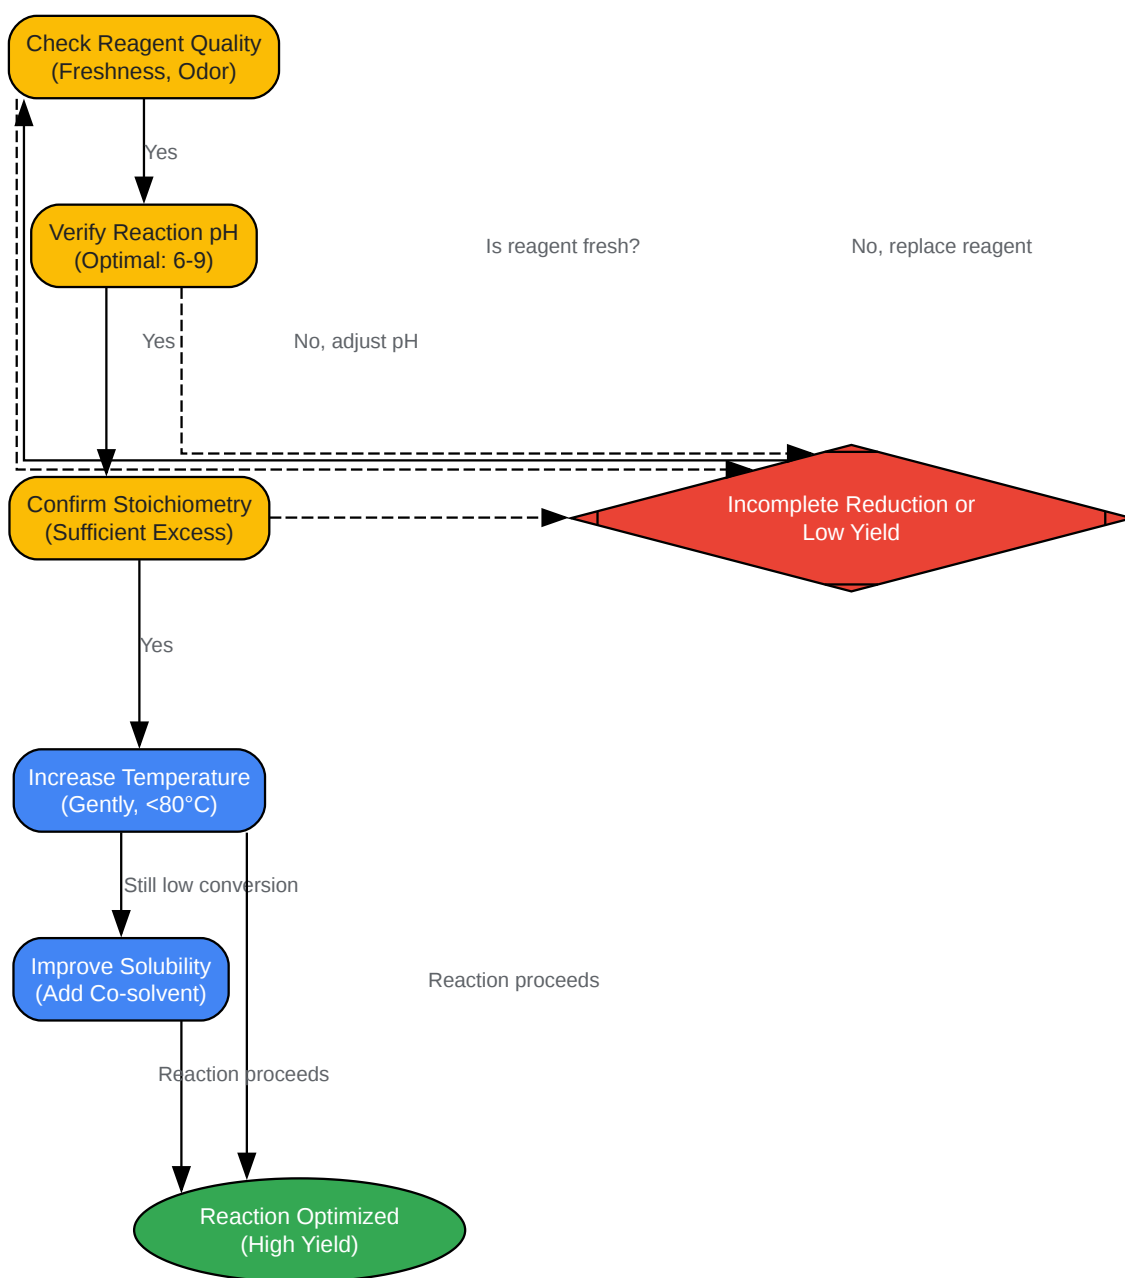 Check Reagent Quality
(Freshness, Odor)
Yes
Verify Reaction pH
(Optimal: 6-9)
Is reagent fresh?
No, replace reagent
Yes
No, adjust pH
Confirm Stoichiometry
(Sufficient Excess)
Incomplete Reduction or
Low Yield
Yes
Increase Temperature
(Gently, <80°C)
Still low conversion
Improve Solubility
(Add Co-solvent)
Reaction proceeds
Reaction proceeds
Reaction Optimized
(High Yield)